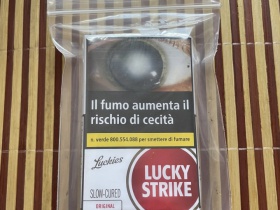 Il fumo aumenta il
rischio di cecità
n. verde 800.554.088 per smettere di fumare
Luckies
LUCKY
STRIKE
SLOW-CURED
ORIGINAL